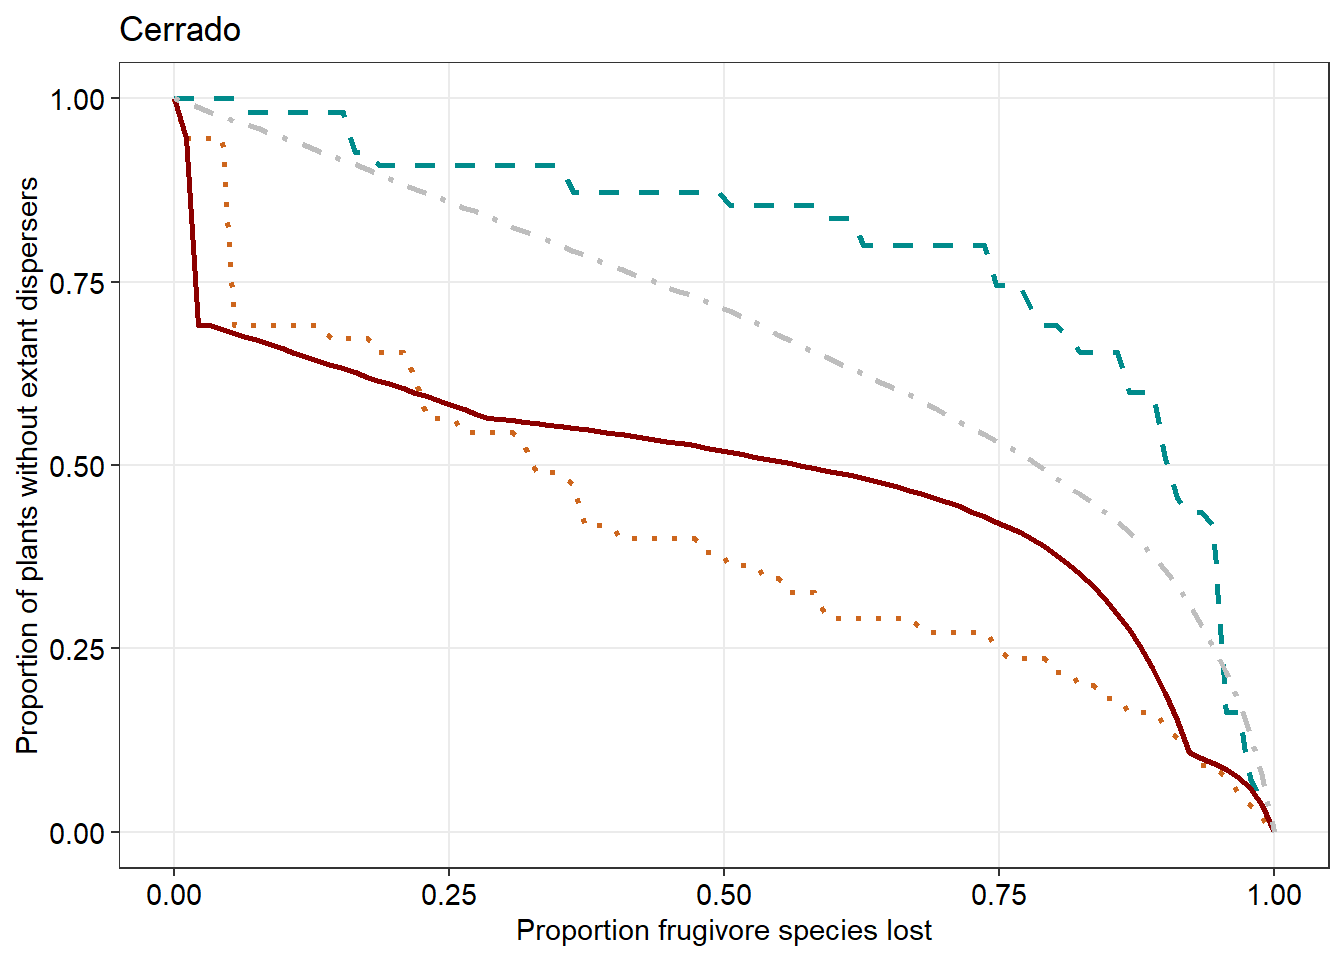 Cerrado
Proportion of plants without extant dispersers
1.00
0.75
0.50
0.25
0.00
0.00 0.25 0.50 0.75 1.00
Proportion frugivore species lost